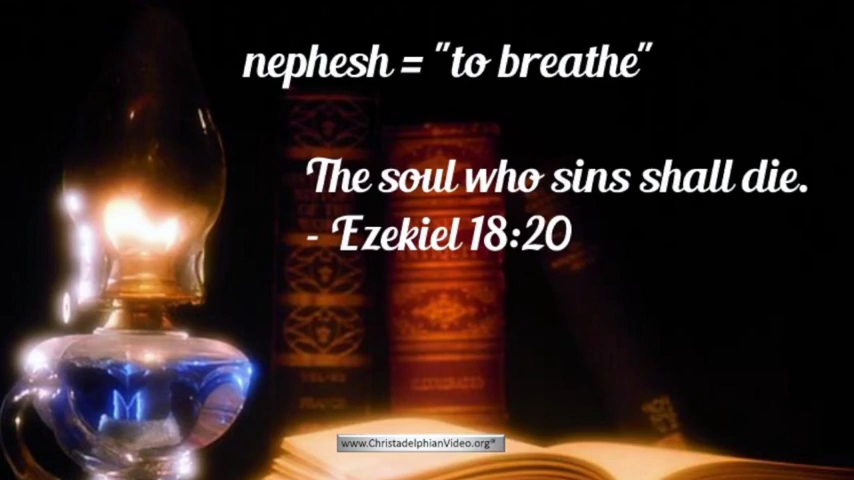 nephesh = "to breathe"
The soul who sins shall die.
- Ezekiel 18:20
www.ChristadelphianVideo.org®